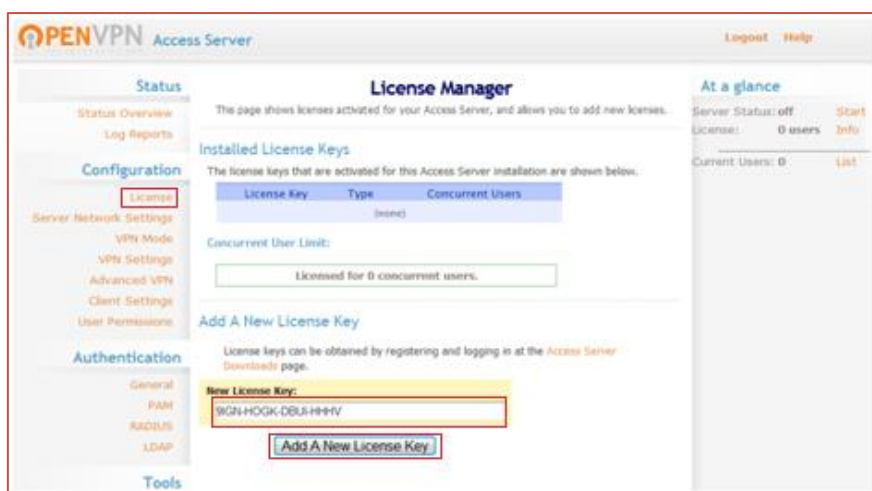 OPENVPN Access Server
Logout Help
Status
Status Overview
Log Reports
Configuration
License
Server Network Settings
VPN Mode
VPN Settings
Advanced VPN
Client Settings
User Permissions
Authentication
General
PAM
RADIUS
LDAP
Tools
License Manager
This page shows licenses activated for your Access Server, and allows you to add new licenses.
Installed License Keys
The license keys that are activated for this Access Server installation are shown below.
License Key Type Concurrent Users
(none)
Concurrent User Limit:
Licensed for 0 concurrent users.
Add A New License Key
License keys can be obtained by registering and logging in at the Access Server
Downloads page.
New License Key:
9IGN-HOGK-DBUI-HHHV
Add A New License Key
At a glance
Server Status: off Start
License: 0 users Info
Current Users: 0 List